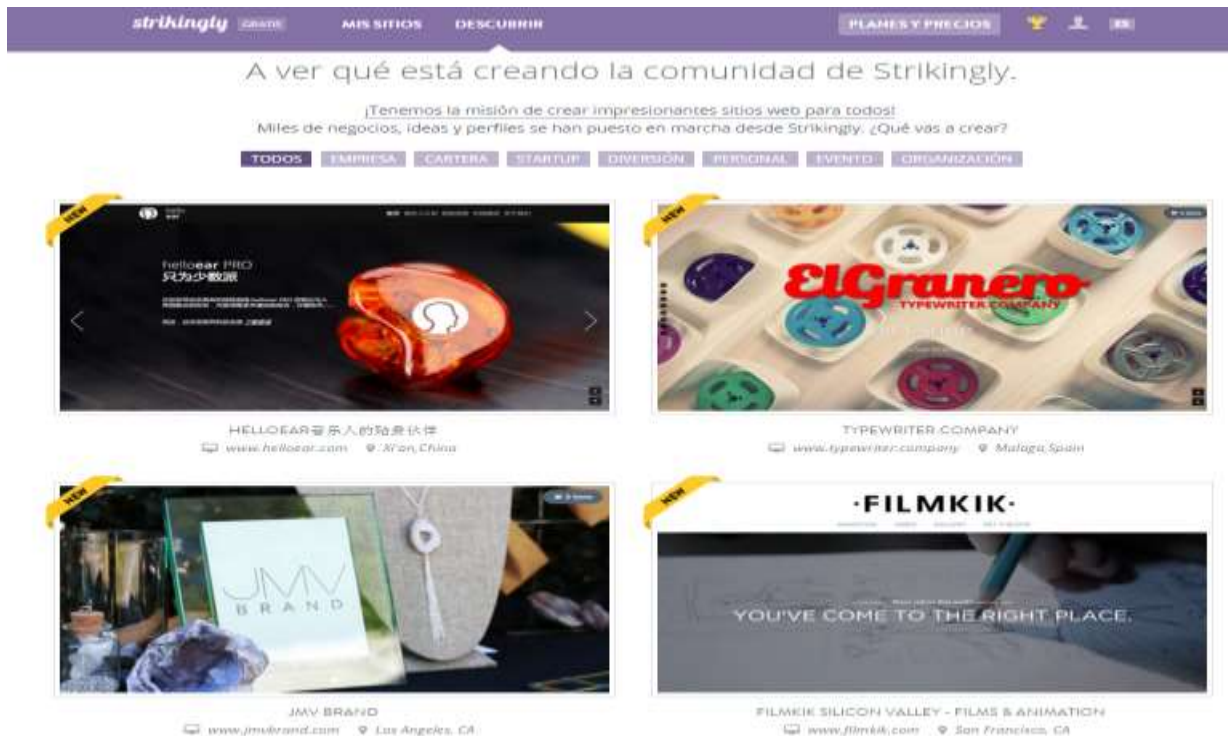 strikingly GRATIS MIS SITIOS DESCUBRIR PLANES Y PRECIOS ES
A ver qué está creando la comunidad de Strikingly.
¡Tenemos la misión de crear impresionantes sitios web para todos!
Miles de negocios, ideas y perfiles se han puesto en marcha desde Strikingly. ¿Qué vas a crear?
TODOS EMPRESA CARTERA STARTUP DIVERSIÓN PERSONAL EVENTO ORGANIZACIÓN
NEW
helloear PRO
只为少数派
HELLOEAR音乐人的贴身伙伴
www.helloear.com Xi'an, China
NEW
ElGranero
TYPEWRITER COMPANY
TYPEWRITER.COMPANY
www.typewriter.company Malaga, Spain
NEW
JMV
BRAND
JMV BRAND
www.jmvbrand.com Los Angeles, CA
NEW
·FILMKIK·
YOU'VE COME TO THE RIGHT PLACE.
FILMKIK SILICON VALLEY - FILMS & ANIMATION
www.filmkik.com San Francisco, CA